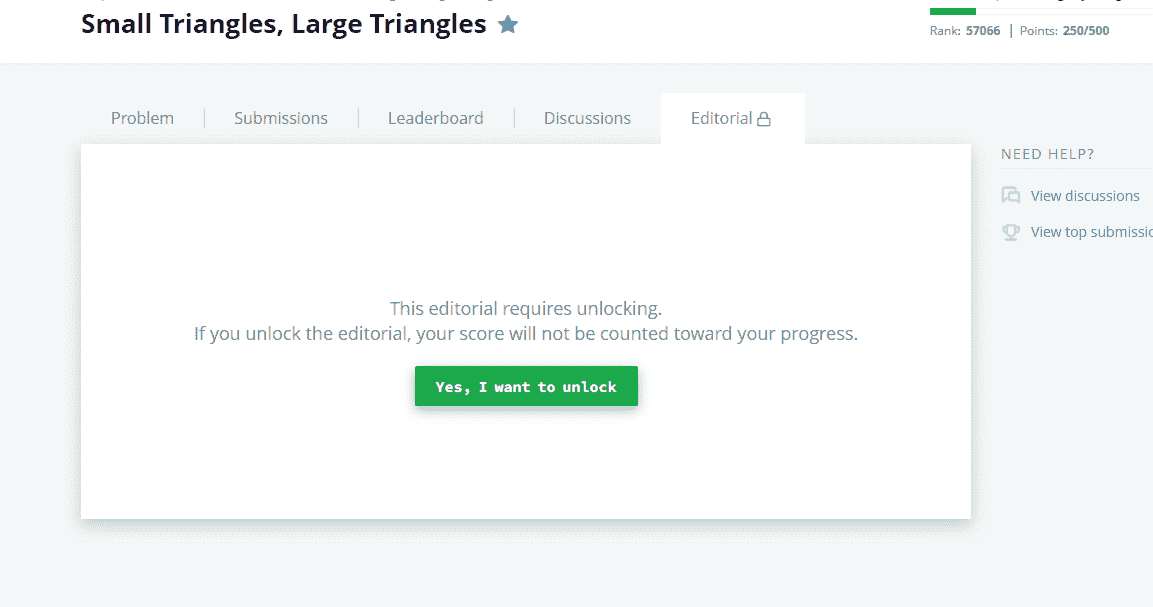 Small Triangles, Large Triangles
Rank: 57066 | Points: 250/500
Problem
Submissions
Leaderboard
Discussions
Editorial
NEED HELP?
View discussions
View top submissio
This editorial requires unlocking.
If you unlock the editorial, your score will not be counted toward your progress.
Yes, I want to unlock